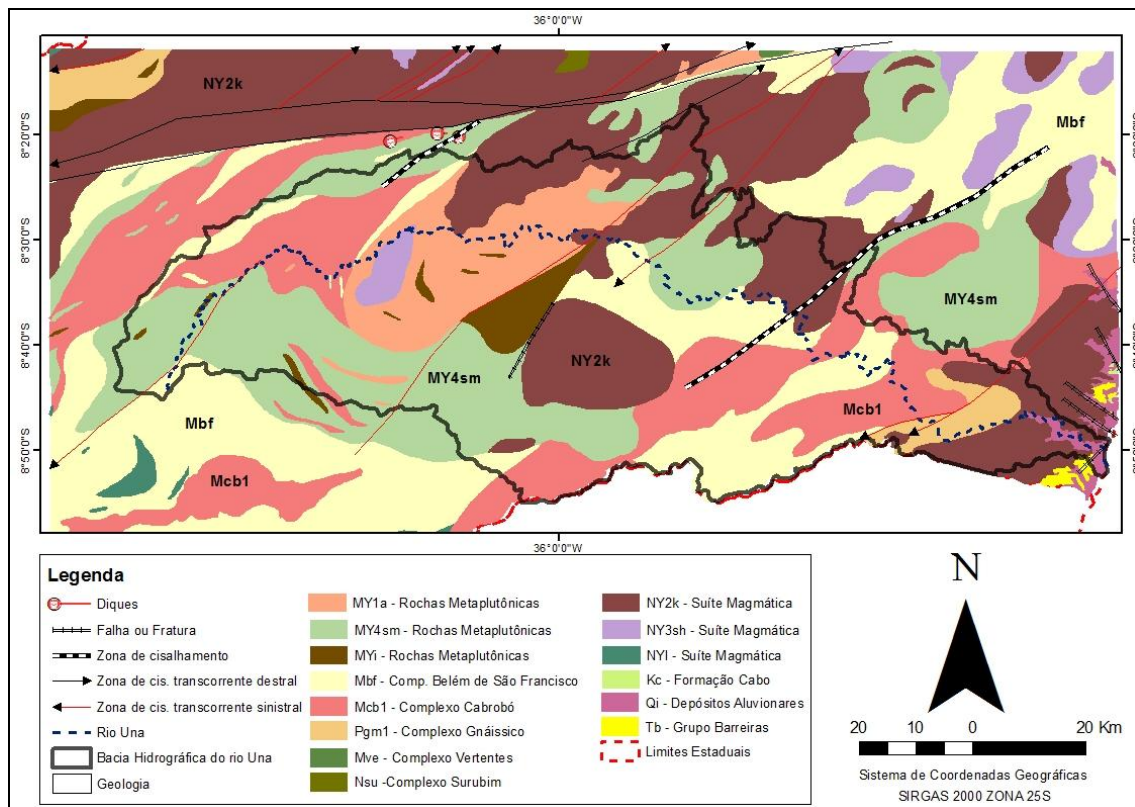 36°0'0"W
NY2k
8°20'0"S
Mbf
8°30'0"S
MY4sm
8°40'0"S
NY2k
MY4sm
Mbf
Mcb1
8°50'0"S
Mcb1
36°0'0"W
Legenda
Diques
Falha ou Fratura
Zona de cisalhamento
Zona de cis. transcorrente destral
Zona de cis. transcorrente sinistral
Rio Una
Bacia Hidrográfica do rio Una
Geologia
MY1a - Rochas Metaplutônicas
MY4sm - Rochas Metaplutônicas
MYi - Rochas Metaplutônicas
Mbf - Comp. Belém de São Francisco
Mcb1 - Complexo Cabrobó
Pgm1 - Complexo Gnáissico
Mve - Complexo Vertentes
Nsu -Complexo Surubim
NY2k - Suíte Magmática
NY3sh - Suíte Magmática
NYI - Suíte Magmática
Kc - Formação Cabo
Qi - Depósitos Aluvionares
Tb - Grupo Barreiras
Limites Estaduais
N
20 10 0 20 Km
Sistema de Coordenadas Geográficas
SIRGAS 2000 ZONA 25S